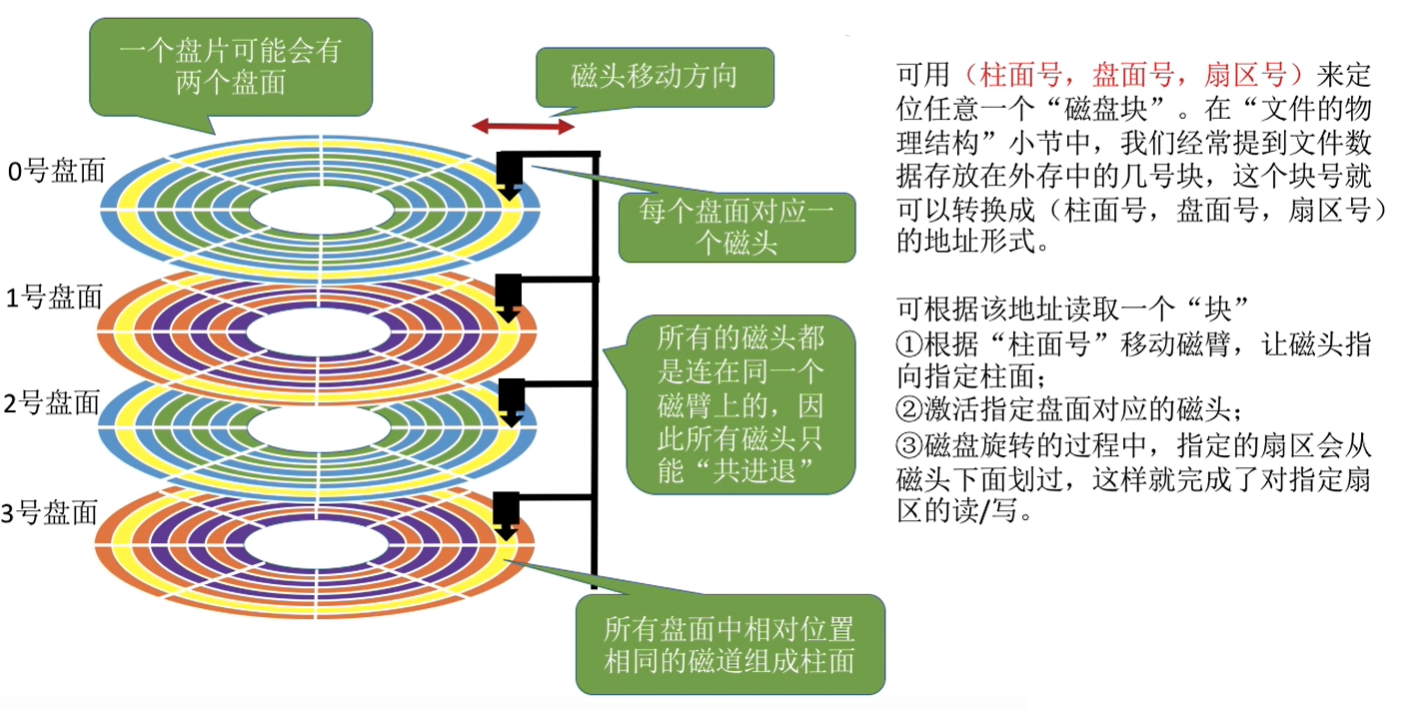 一个盘片可能会有
两个盘面
磁头移动方向
0号盘面
每个盘面对应一
个磁头
1号盘面
所有的磁头都
是连在同一个
磁臂上的，因
此所有磁头只
能“共进退”
2号盘面
3号盘面
所有盘面中相对位置
相同的磁道组成柱面
可用（柱面号，盘面号，扇区号）来定
位任意一个“磁盘块”。在“文件的物
理结构”小节中，我们经常提到文件数
据存放在外存中的几号块，这个块号就
可以转换成（柱面号，盘面号，扇区号）
的地址形式。
可根据该地址读取一个“块”
①根据“柱面号”移动磁臂，让磁头指
向指定柱面；
②激活指定盘面对应的磁头；
③磁盘旋转的过程中，指定的扇区会从
磁头下面划过，这样就完成了对指定扇
区的读/写。